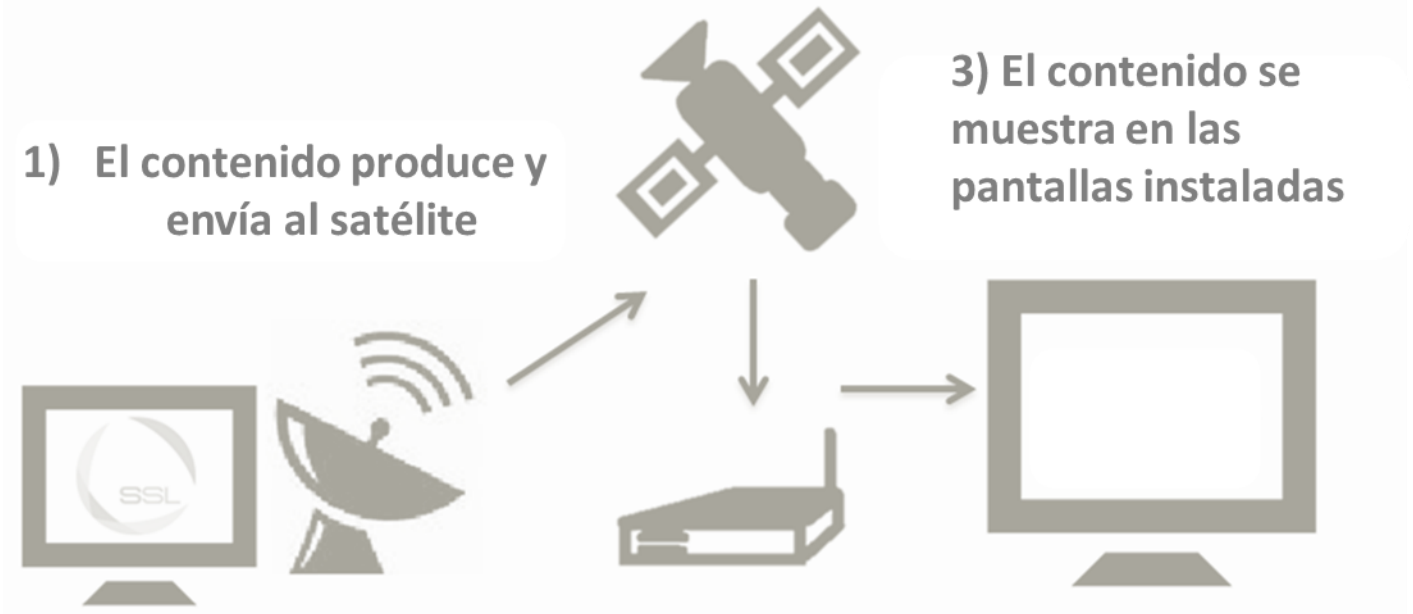 1) El contenido produce y
envía al satélite
3) El contenido se
muestra en las
pantallas instaladas
SSL